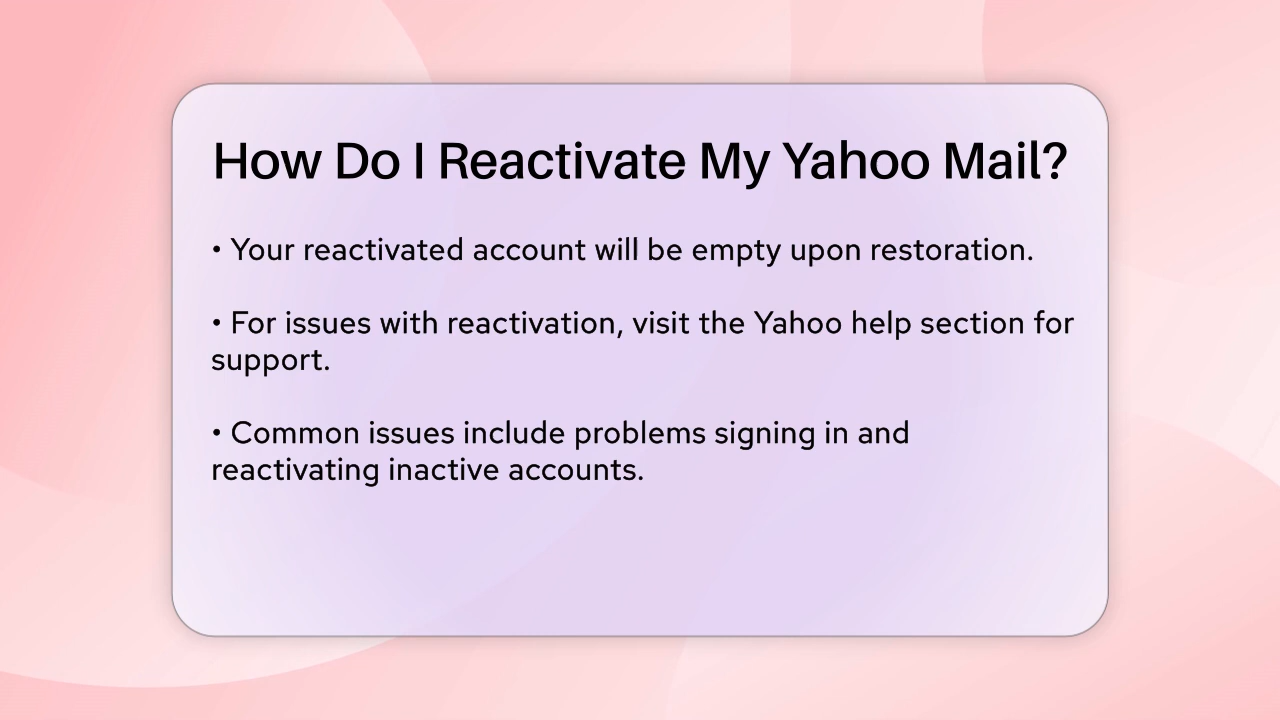 How Do I Reactivate My Yahoo Mail?
• Your reactivated account will be empty upon restoration.
• For issues with reactivation, visit the Yahoo help section for
support.
• Common issues include problems signing in and
reactivating inactive accounts.